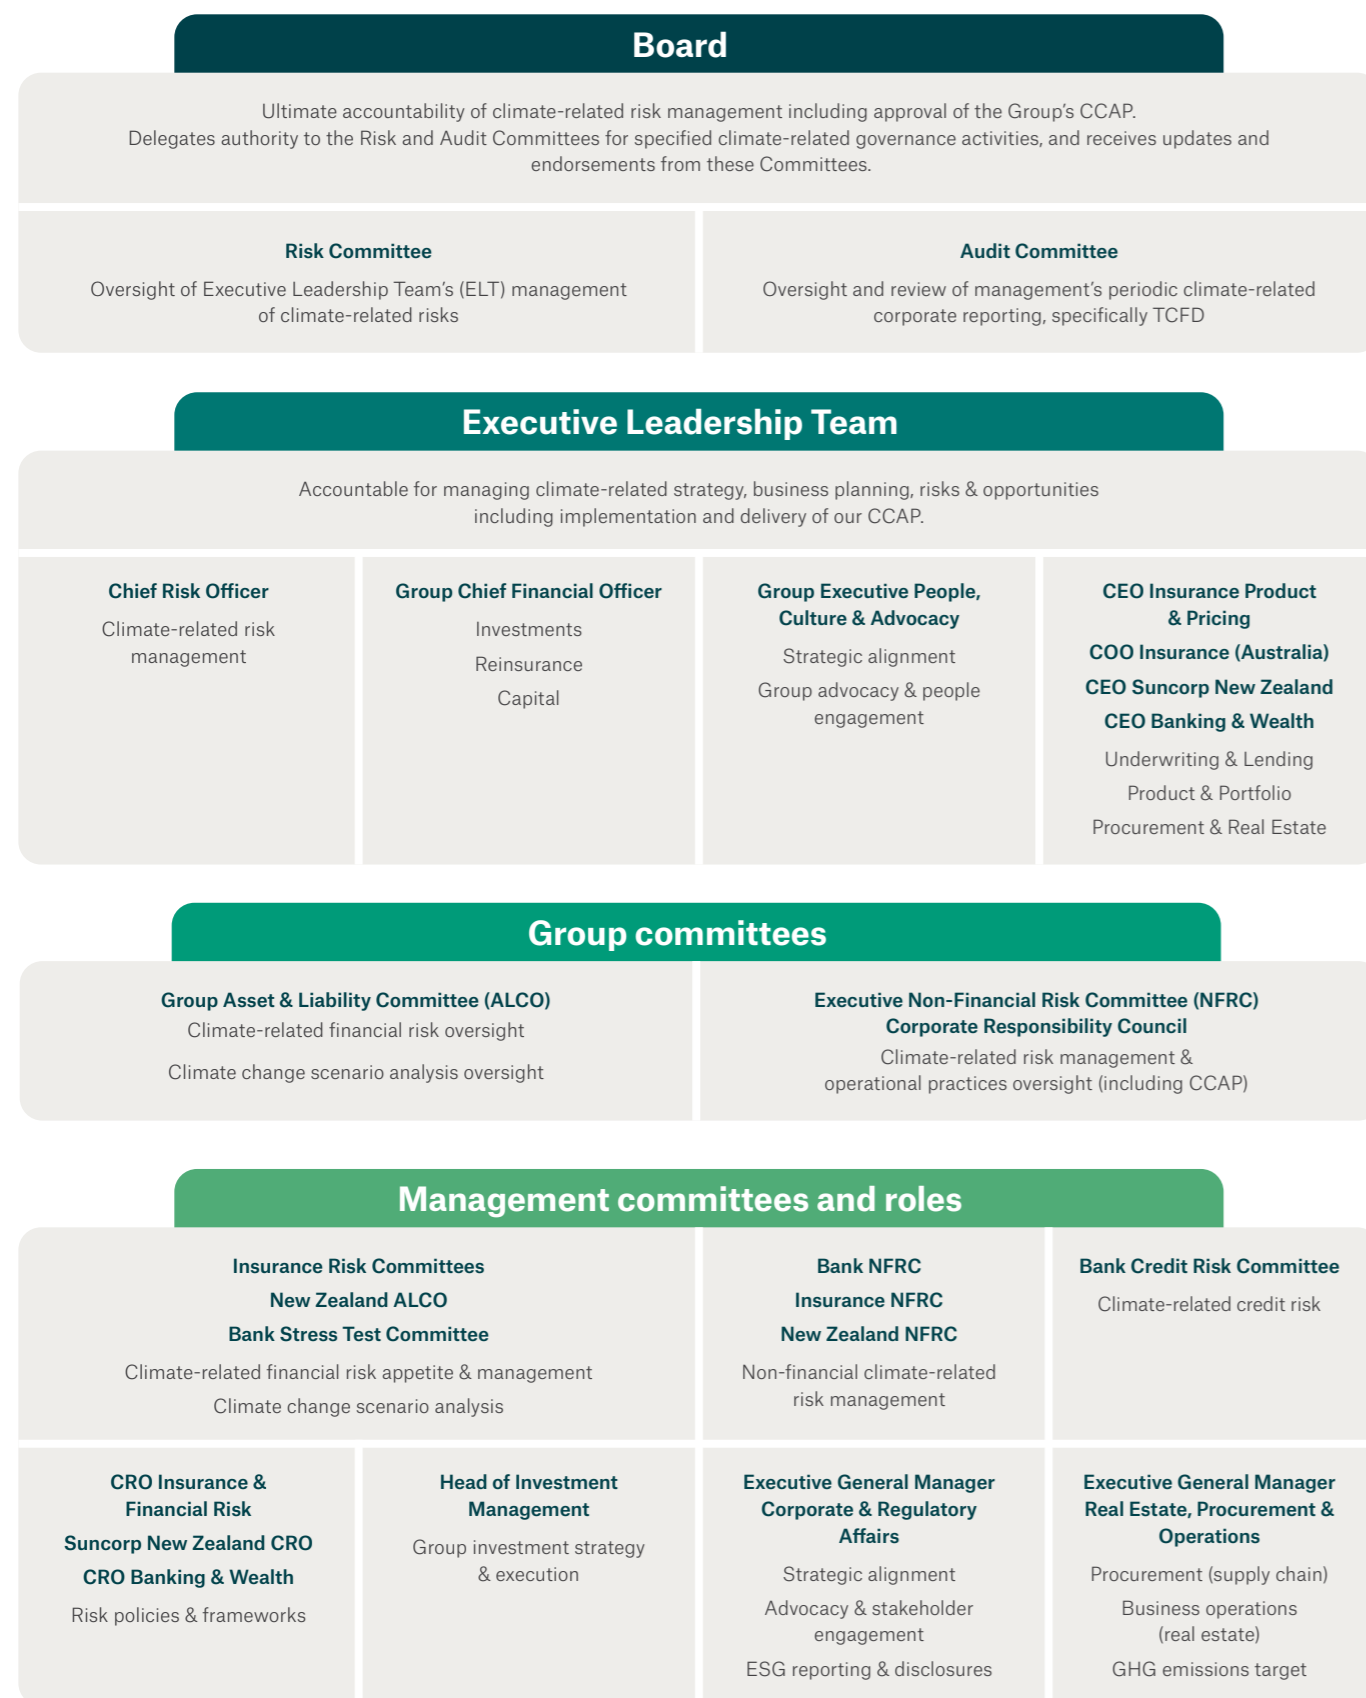 Board
Ultimate accountability of climate-related risk management including approval of the Group's CCAP.
Delegates authority to the Risk and Audit Committees for specified climate-related governance activities, and receives updates and
endorsements from these Committees.
Risk Committee
Oversight of Executive Leadership Team's (ELT) management
of climate-related risks
Audit Committee
Oversight and review of management's periodic climate-related
corporate reporting, specifically TCFD
Executive Leadership Team
Accountable for managing climate-related strategy, business planning, risks & opportunities
including implementation and delivery of our CCAP.
Chief Risk Officer
Climate-related risk
management
Group Chief Financial Officer
Investments
Reinsurance
Capital
Group Executive People,
Culture & Advocacy
Strategic alignment
Group advocacy & people
engagement
CEO Insurance Product
& Pricing
COO Insurance (Australia)
CEO Suncorp New Zealand
CEO Banking & Wealth
Underwriting & Lending
Product & Portfolio
Procurement & Real Estate
Group committees
Group Asset & Liability Committee (ALCO)
Climate-related financial risk oversight
Climate change scenario analysis oversight
Executive Non-Financial Risk Committee (NFRC)
Corporate Responsibility Council
Climate-related risk management &
operational practices oversight (including CCAP)
Management committees and roles
Insurance Risk Committees
New Zealand ALCO
Bank Stress Test Committee
Climate-related financial risk appetite & management
Climate change scenario analysis
Bank NFRC
Insurance NFRC
New Zealand NFRC
Non-financial climate-related
risk management
Bank Credit Risk Committee
Climate-related credit risk
CRO Insurance &
Financial Risk
Suncorp New Zealand CRO
CRO Banking & Wealth
Risk policies & frameworks
Head of Investment
Management
Group investment strategy
& execution
Executive General Manager
Corporate & Regulatory
Affairs
Strategic alignment
Advocacy & stakeholder
engagement
ESG reporting & disclosures
Executive General Manager
Real Estate, Procurement &
Operations
Procurement (supply chain)
Business operations
(real estate)
GHG emissions target